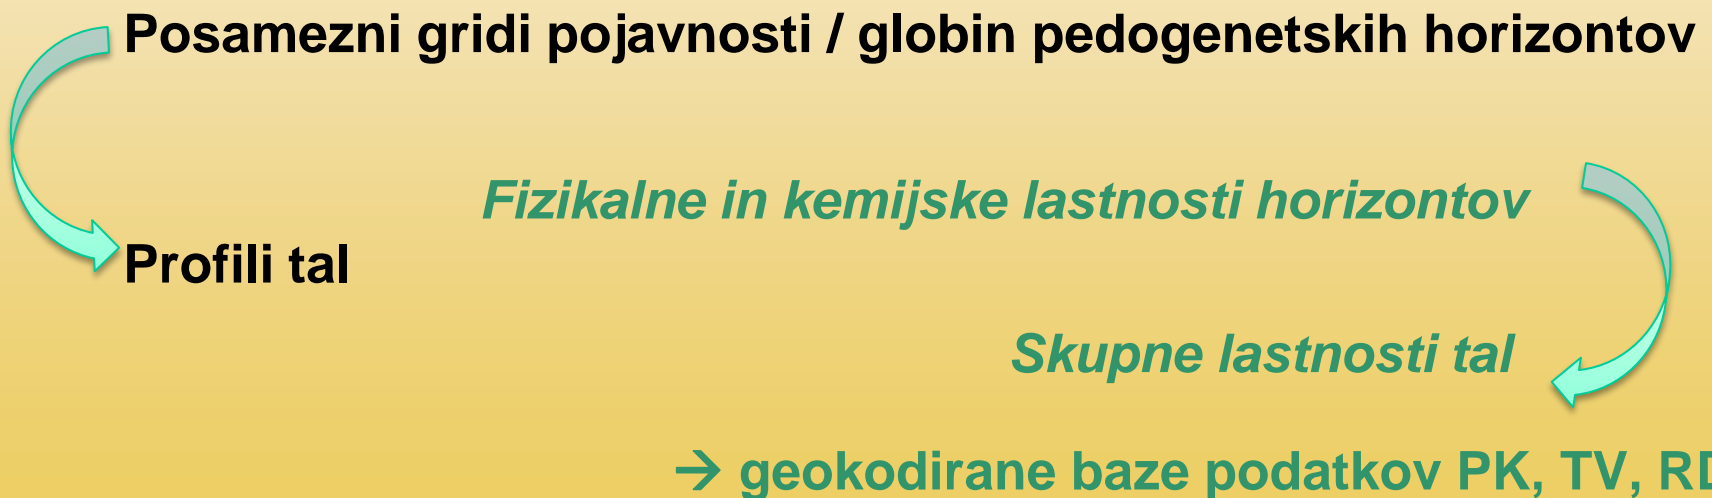 Posamezni gridi pojavnosti / globin pedogenetskih horizontov
Fizikalne in kemijske lastnosti horizontov
Profili tal
Skupne lastnosti tal
→ geokodirane baze podatkov PK, TV,